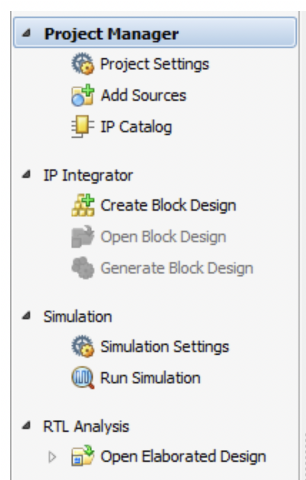 Project Manager
Project Settings
Add Sources
IP Catalog
IP Integrator
Create Block Design
Open Block Design
Generate Block Design
Simulation
Simulation Settings
Run Simulation
RTL Analysis
Open Elaborated Design